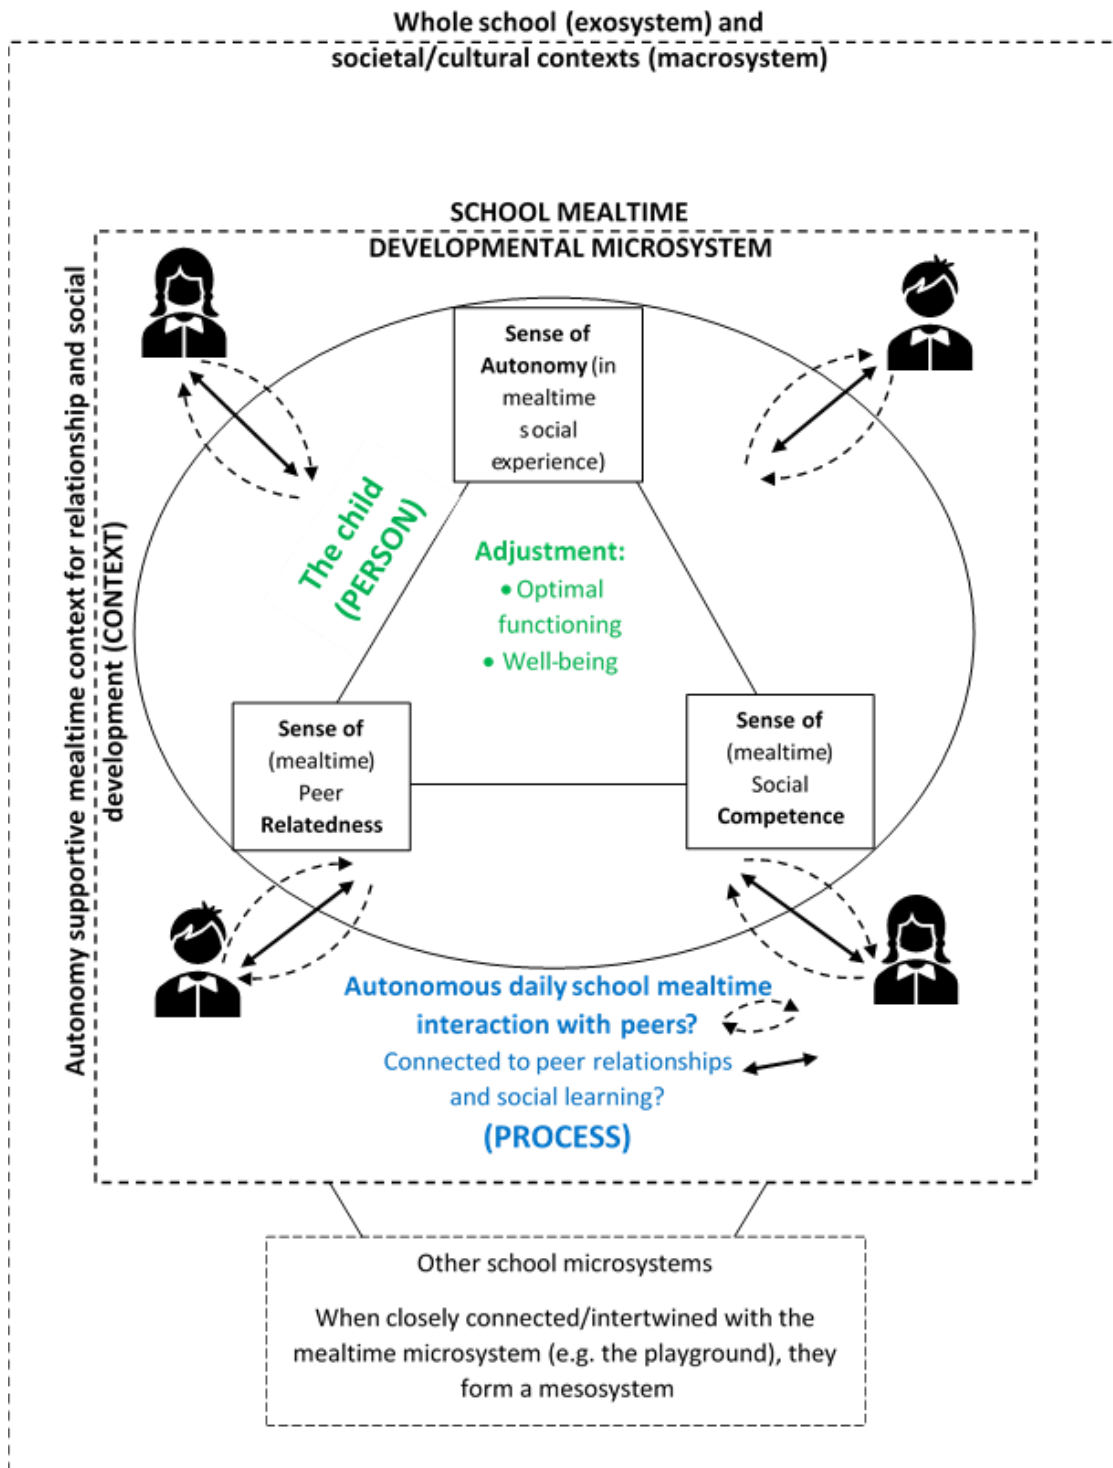 Whole school (exosystem) and
societal/cultural contexts (macrosystem)
SCHOOL MEALTIME
DEVELOPMENTAL MICROSYSTEM
Autonomy supportive mealtime context for relationship and social
development (CONTEXT)
Sense of
Autonomy (in
mealtime
social
experience)
The child
(PERSON)
Adjustment:
• Optimal
functioning
• Well-being
Sense of
(mealtime)
Peer
Relatedness
Sense of
(mealtime)
Social
Competence
Autonomous daily school mealtime
interaction with peers?
Connected to peer relationships
and social learning?
(PROCESS)
Other school microsystems
When closely connected/intertwined with the
mealtime microsystem (e.g. the playground), they
form a mesosystem